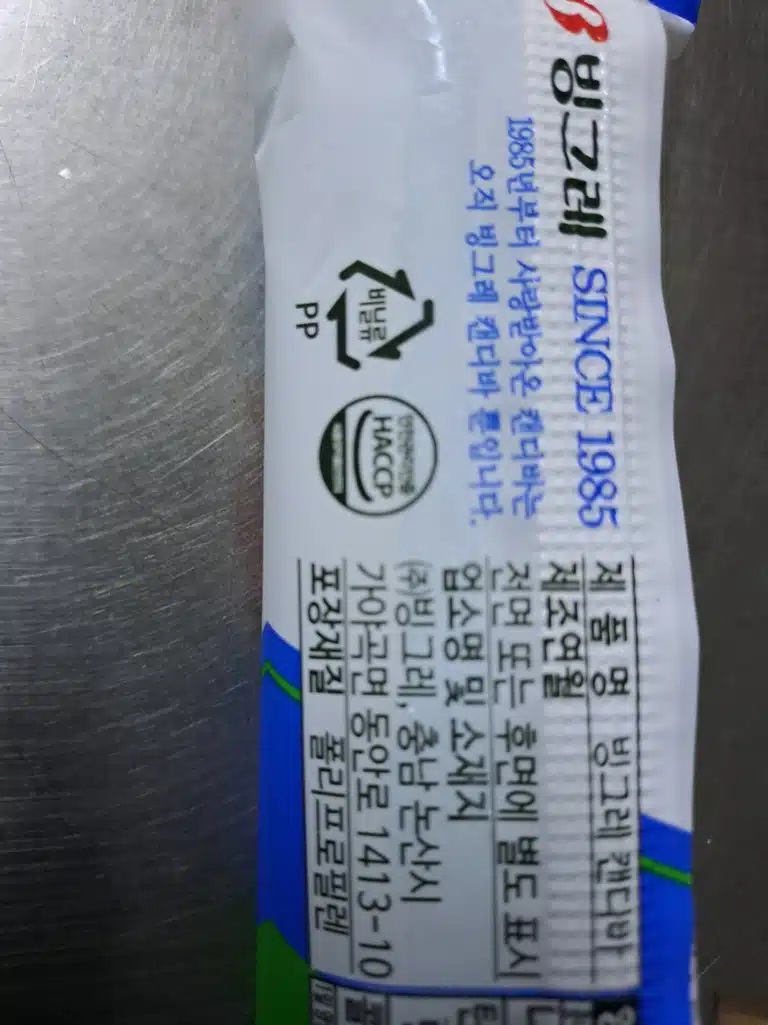 빙그레 SINCE 1985
1985년부터 사랑받아온 캔디바는
오직 빙그레 캔디바 뿐입니다.
비닐류
PP
HACCP
제 품 명 빙그레 캔디바
제조연월
전면 또는 후면에 별도 표시
업소명 및 소재지
(주)빙그레, 충남 논산시
가야곡면 동안로 1413-10
포장재질 폴리프로필렌